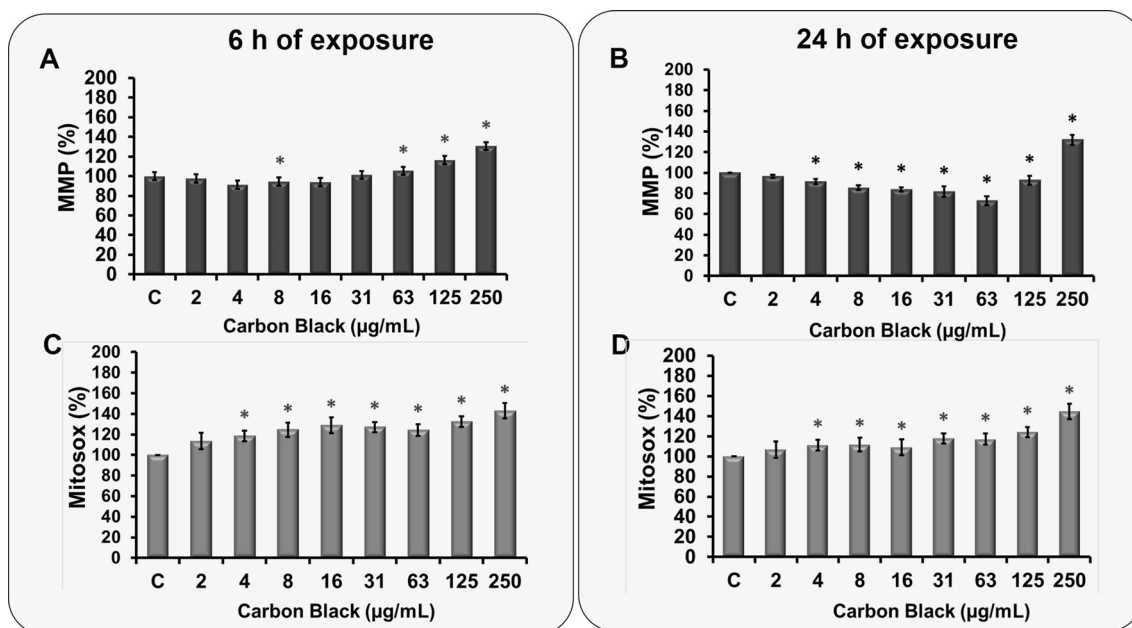 6 h of exposure
A
MMP (%)
200
180
160
140
120
100
80
60
40
20
0
* * * *
C 2 4 8 16 31 63 125 250
Carbon Black (µg/mL)
24 h of exposure
B
MMP (%)
200
180
160
140
120
100
80
60
40
20
0
* * * * * * *
C 2 4 8 16 31 63 125 250
Carbon Black (µg/mL)
C
Mitosox (%)
200
180
160
140
120
100
80
60
40
20
0
* * * * * * *
C 2 4 8 16 31 63 125 250
Carbon Black (µg/mL)
D
Mitosox (%)
200
180
160
140
120
100
80
60
40
20
0
* * * * * * *
C 2 4 8 16 31 63 125 250
Carbon Black (µg/mL)